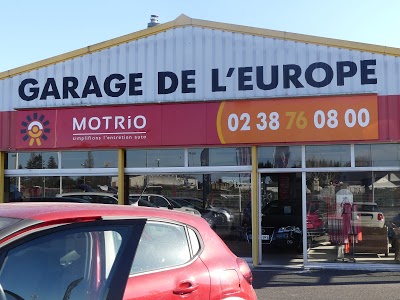 GARAGE DE L'EUROPE
MOTRiO
simplifions l'entretien auto
02 38 76 08 00